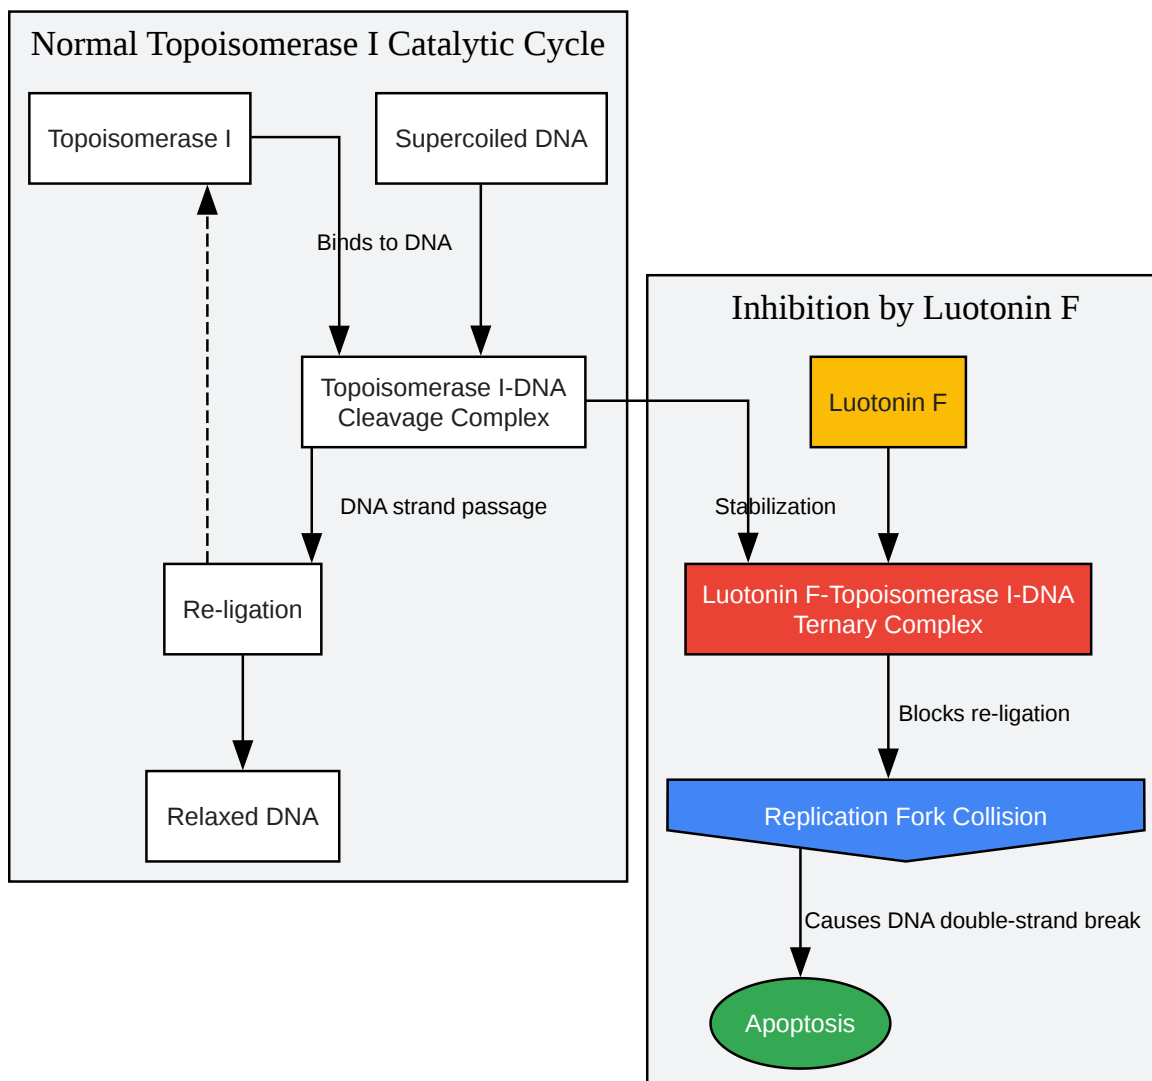 Normal Topoisomerase I Catalytic Cycle
Topoisomerase I
Supercoiled DNA
Binds to DNA
Topoisomerase I-DNA
Cleavage Complex
DNA strand passage
Re-ligation
Relaxed DNA
Inhibition by Luotonin F
Luotonin F
Stabilization
Luotonin F-Topoisomerase I-DNA
Ternary Complex
Blocks re-ligation
Replication Fork Collision
Causes DNA double-strand break
Apoptosis